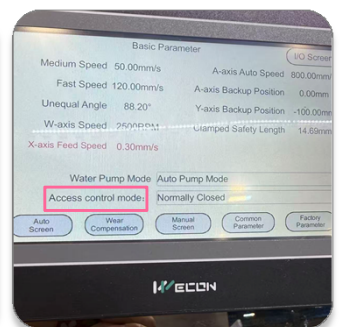 Basic Parameter
I/O Screen
Medium Speed 50.00mm/s
A-axis Auto Speed 800.00mm/
Fast Speed 120.00mm/s
A-axis Backup Position 0.00mm
Unequal Angle 88.20°
Y-axis Backup Position -100.00mm
W-axis Speed 2500RPM
Clamped Safety Length 14.69mm
X-axis Feed Speed 0.30mm/s
Water Pump Mode Auto Pump Mode
Access control mode: Normally Closed
Auto Screen
Wear Compensation
Manual Screen
Common Parameter
Factory Parameter
WECON